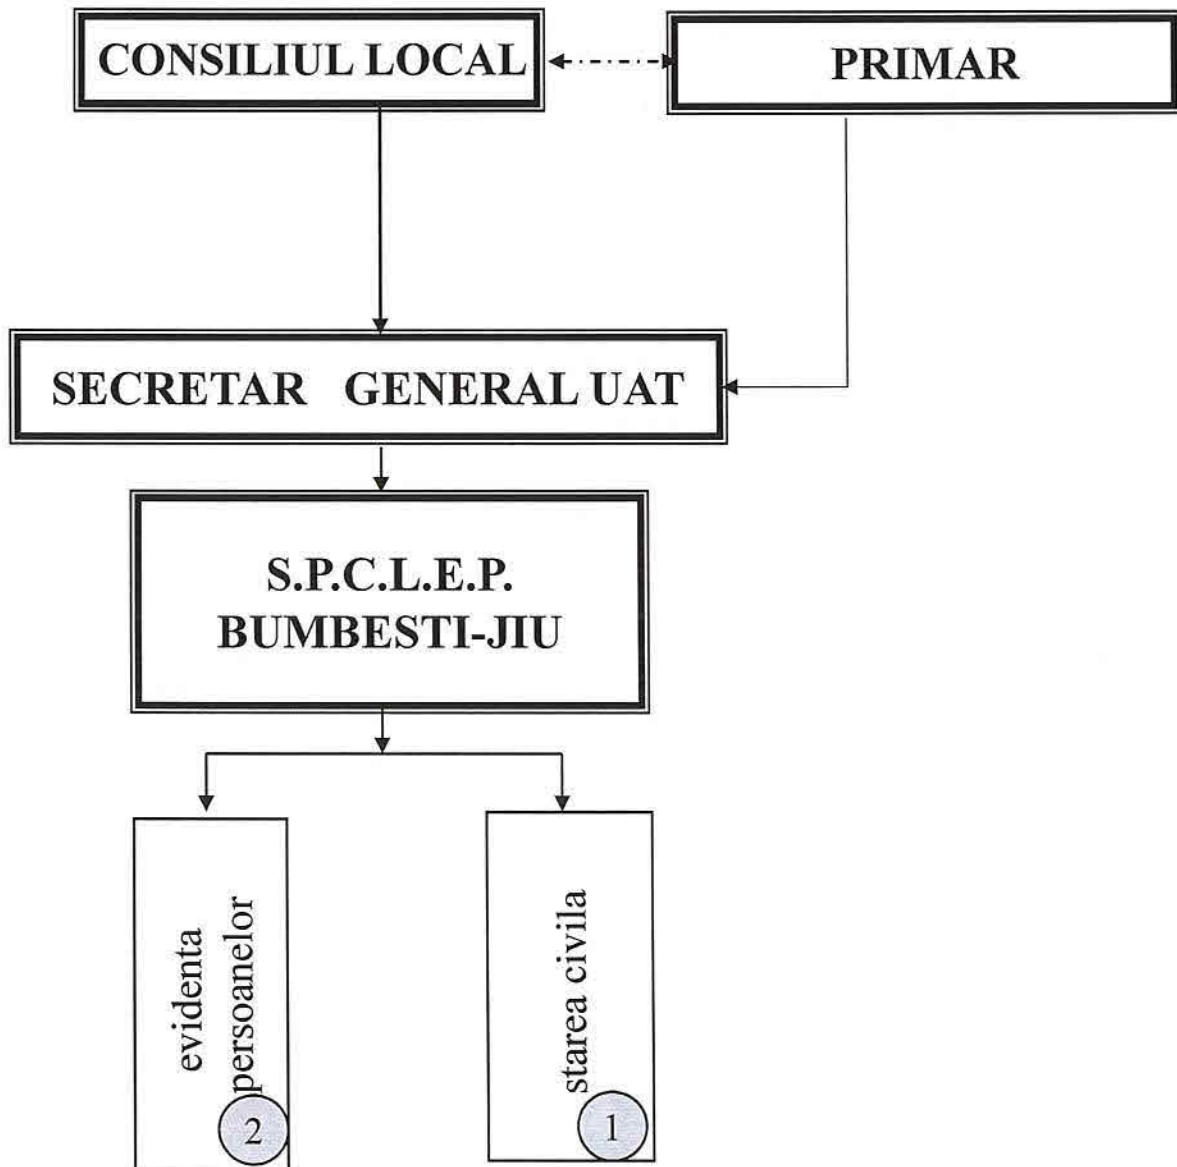 CONSILIUL LOCAL
PRIMAR
SECRETAR GENERAL UAT
S.P.C.L.E.P.
BUMBESTI-JIU
evidenta
persoanelor
2
starea civila
1